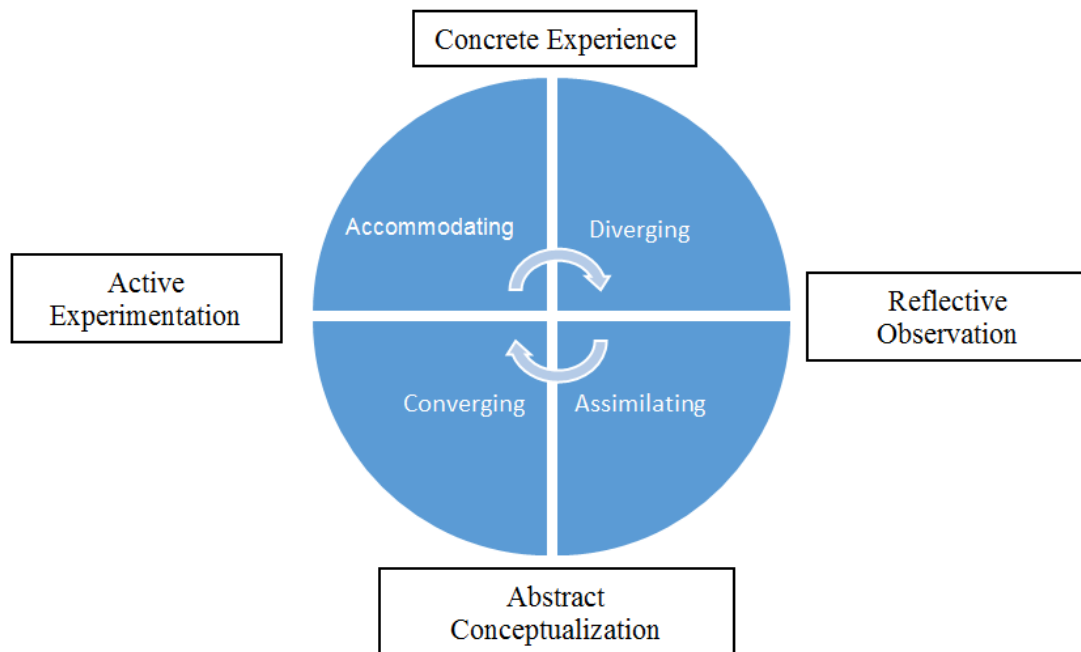 Concrete Experience
Accommodating
Diverging
Active
Experimentation
Reflective
Observation
Converging
Assimilating
Abstract
Conceptualization